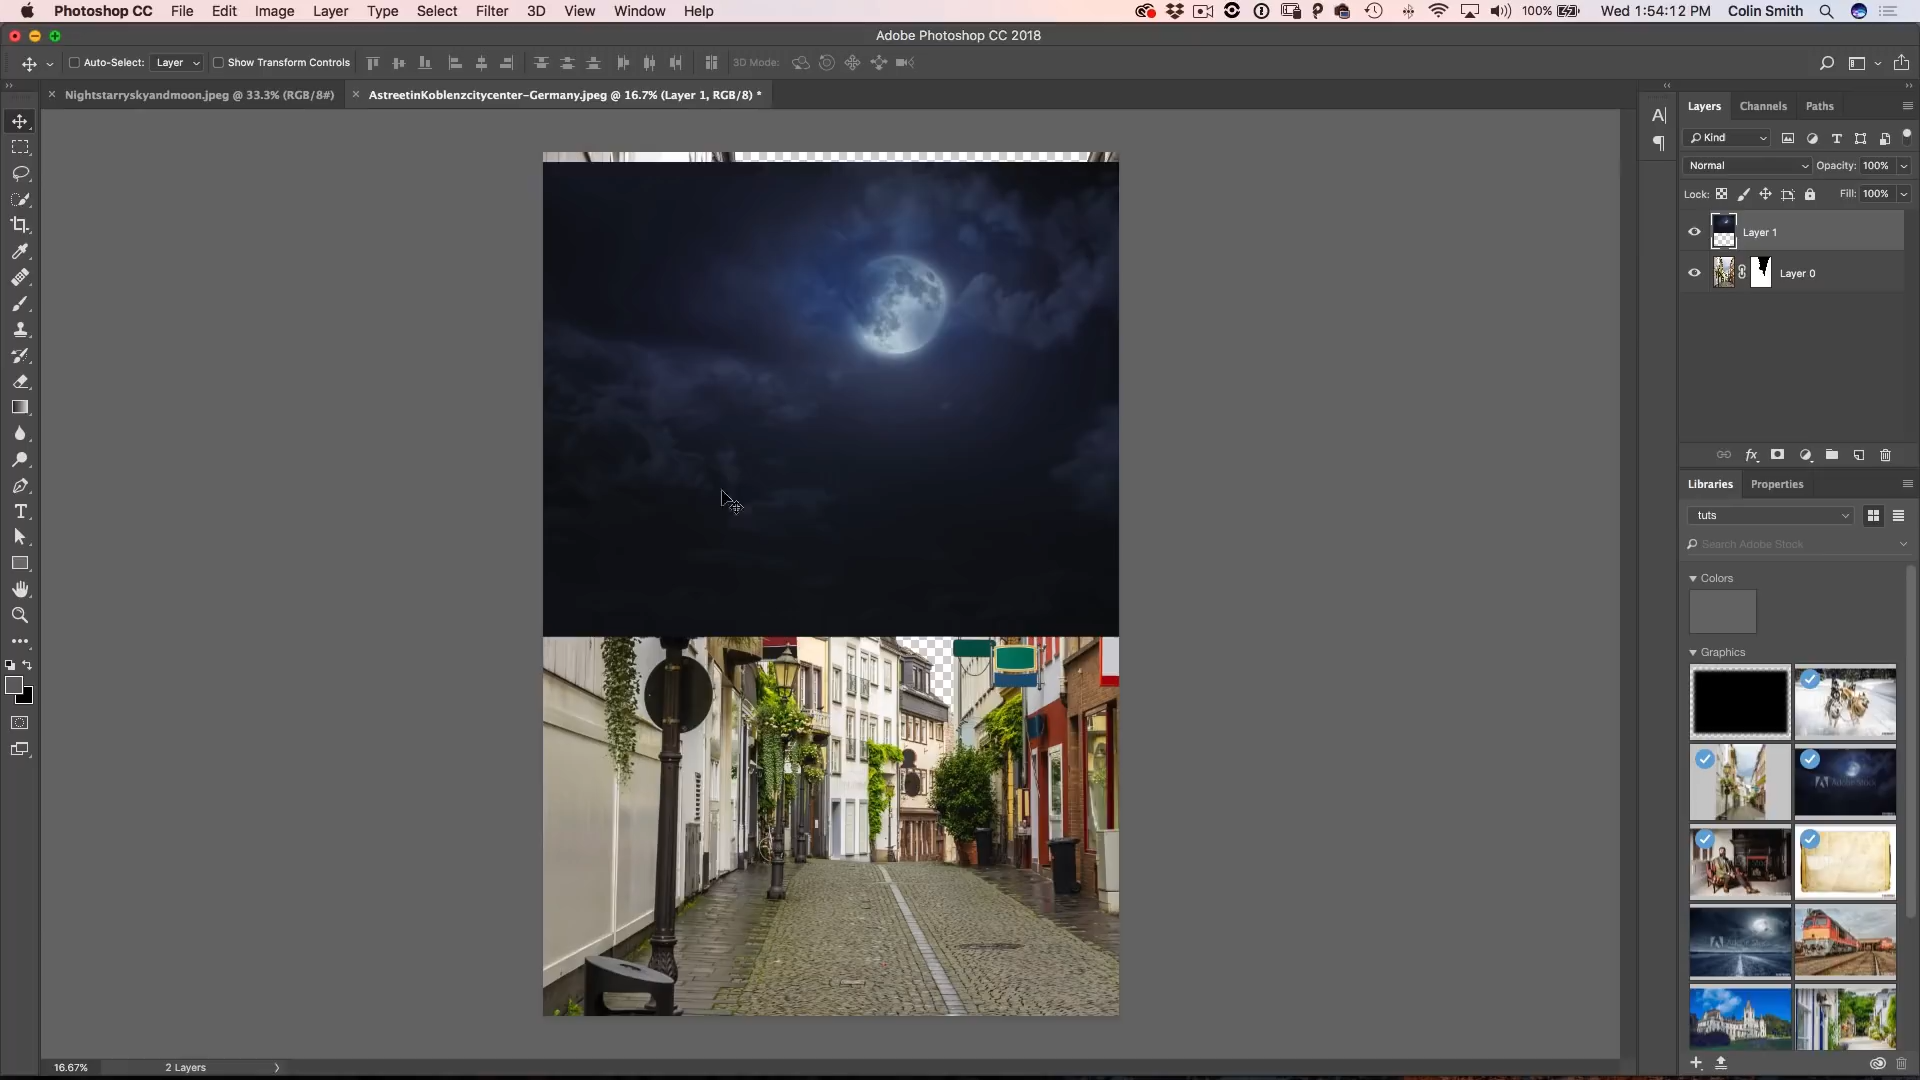 Photoshop CC File Edit Image Layer Type Select Filter 3D View Window Help 100% Wed 1:54:12 PM Colin Smith
Adobe Photoshop CC 2018
Auto-Select: Layer Show Transform Controls 3D Mode:
Nightstarryskyandmoon.jpeg @ 33.3% (RGB/8#) AstreetinKoblenzcitycenter-Germany.jpeg @ 16.7% (Layer 1, RGB/8) *
Layers Channels Paths
Kind
Normal Opacity: 100%
Lock: Fill: 100%
Layer 1
Layer 0
Libraries Properties
tuts
Search Adobe Stock
Colors
Graphics
16.67% 2 Layers